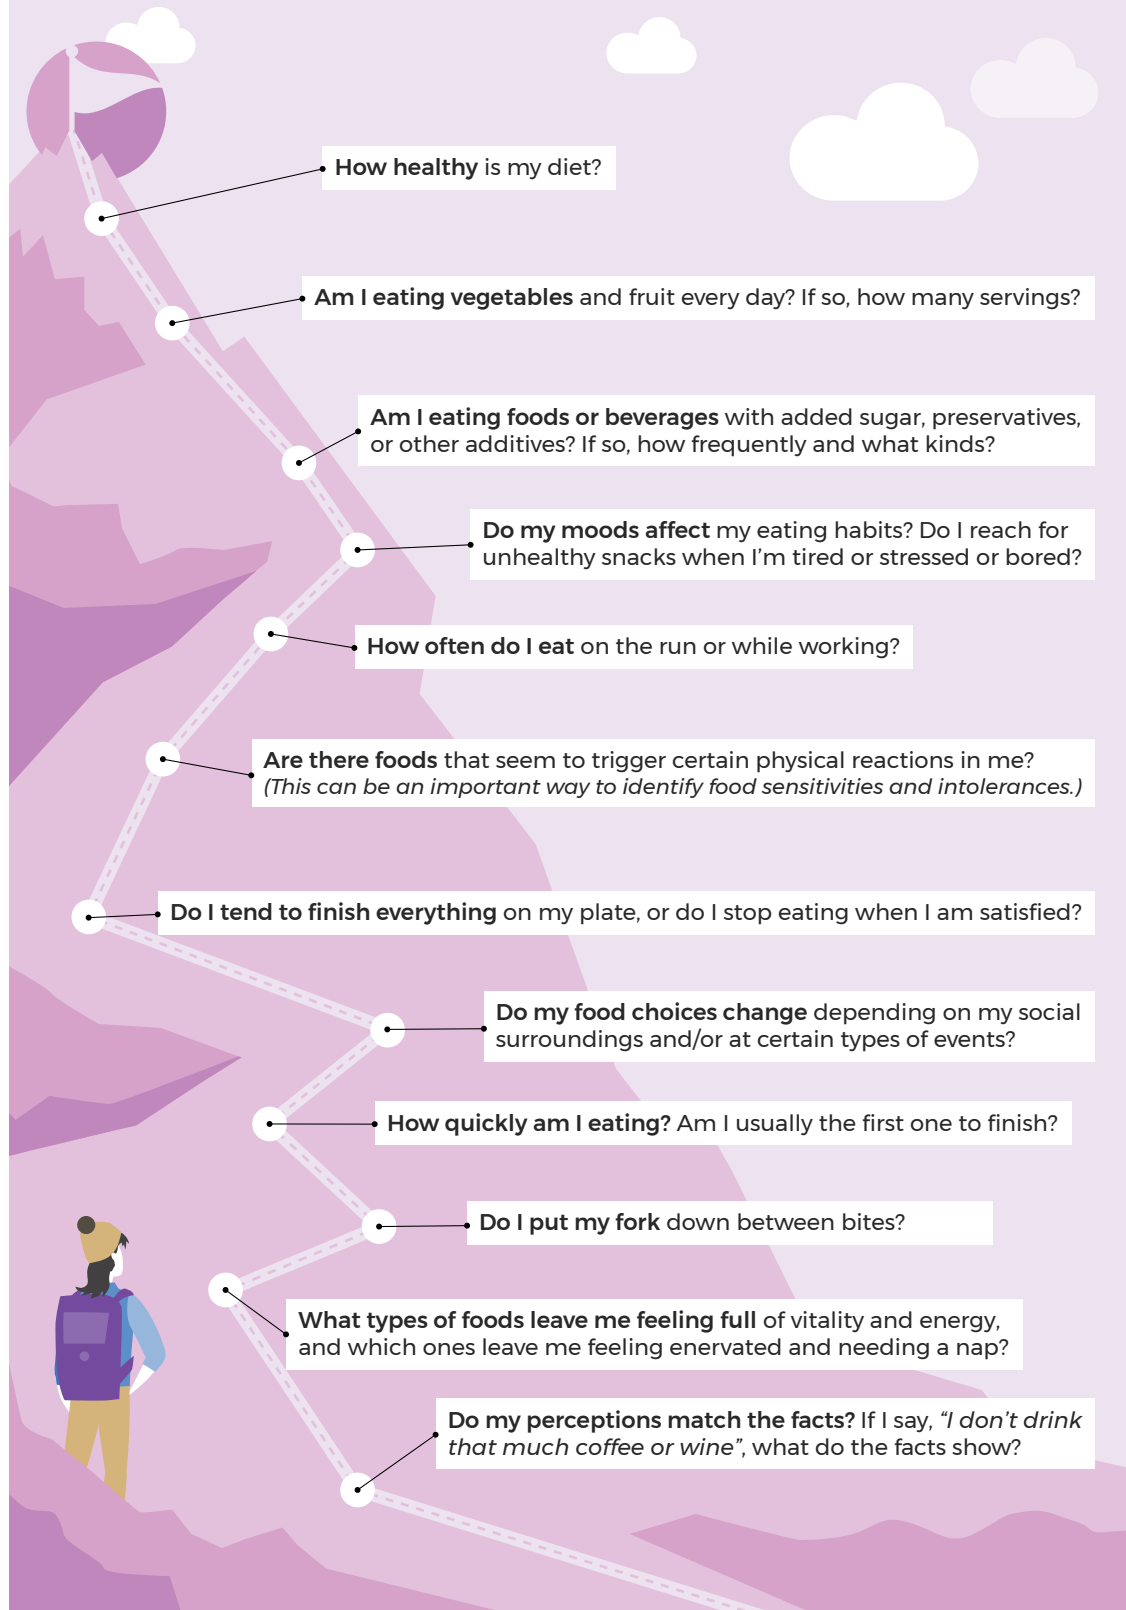 How healthy is my diet?
Am I eating vegetables and fruit every day? If so, how many servings?
Am I eating foods or beverages with added sugar, preservatives,
or other additives? If so, how frequently and what kinds?
Do my moods affect my eating habits? Do I reach for
unhealthy snacks when I’m tired or stressed or bored?
How often do I eat on the run or while working?
Are there foods that seem to trigger certain physical reactions in me?
(This can be an important way to identify food sensitivities and intolerances.)
Do I tend to finish everything on my plate, or do I stop eating when I am satisfied?
Do my food choices change depending on my social
surroundings and/or at certain types of events?
How quickly am I eating? Am I usually the first one to finish?
Do I put my fork down between bites?
What types of foods leave me feeling full of vitality and energy,
and which ones leave me feeling enervated and needing a nap?
Do my perceptions match the facts? If I say, “I don’t drink
that much coffee or wine”, what do the facts show?